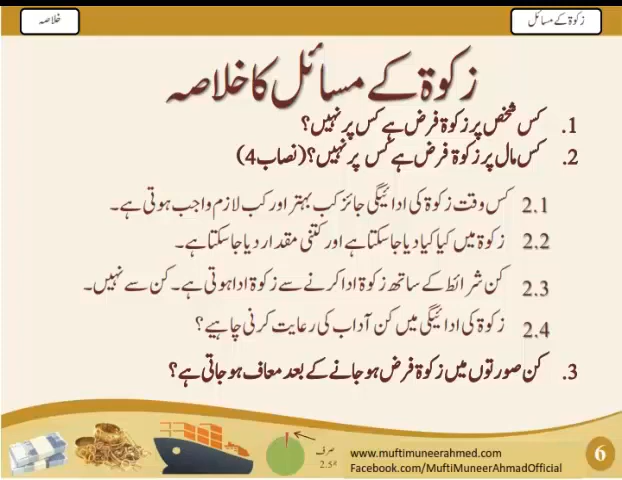 زکوۃ کے مسائل
خلاصہ
زکوۃ کے مسائل کا خلاصہ
1. کس شخص پر زکوۃ فرض ہے کس پر نہیں؟
2. کس مال پر زکوۃ فرض ہے کس پر نہیں؟ (نصاب 4)
2.1 کس وقت زکوۃ کی ادائیگی جائز کب بہتر اور کب لازم واجب ہوتی ہے۔
2.2 زکوۃ میں کیا کیا دیا جاسکتا ہے اور کتنی مقدار دیا جاسکتا ہے۔
2.3 کن شرائط کے ساتھ زکوۃ ادا کرنے سے زکوۃ ادا ہوتی ہے۔ کن سے نہیں۔
2.4 زکوۃ کی ادائیگی میں کن آداب کی رعایت کرنی چاہیے؟
3. کن صورتوں میں زکوۃ فرض ہوجانے کے بعد معاف ہوجاتی ہے؟
صرف
2.5%
www.muftimuneerahmed.com
Facebook.com/MuftiMuneerAhmadOfficial
6